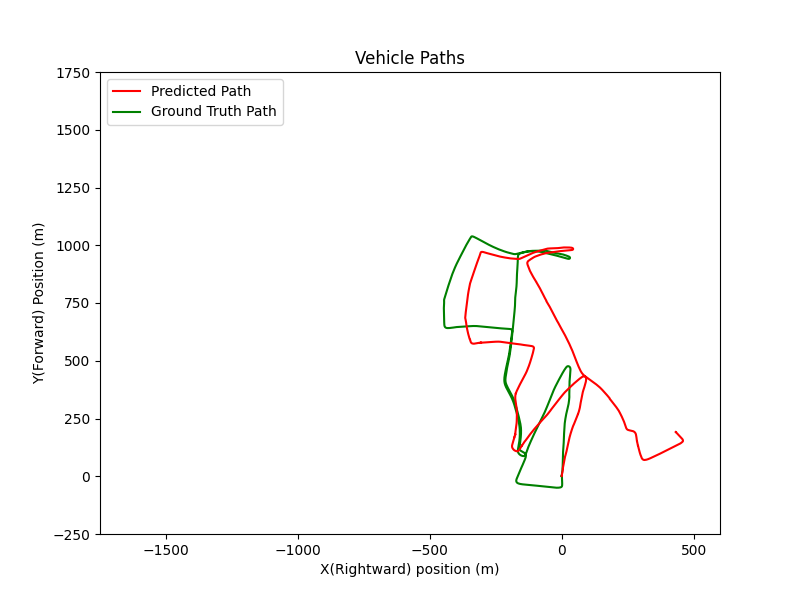 Vehicle Paths
Predicted Path
Ground Truth Path
1750
1500
1250
1000
750
500
250
0
−250
Y(Forward) Position (m)
−1500
−1000
−500
0
500
X(Rightward) position (m)